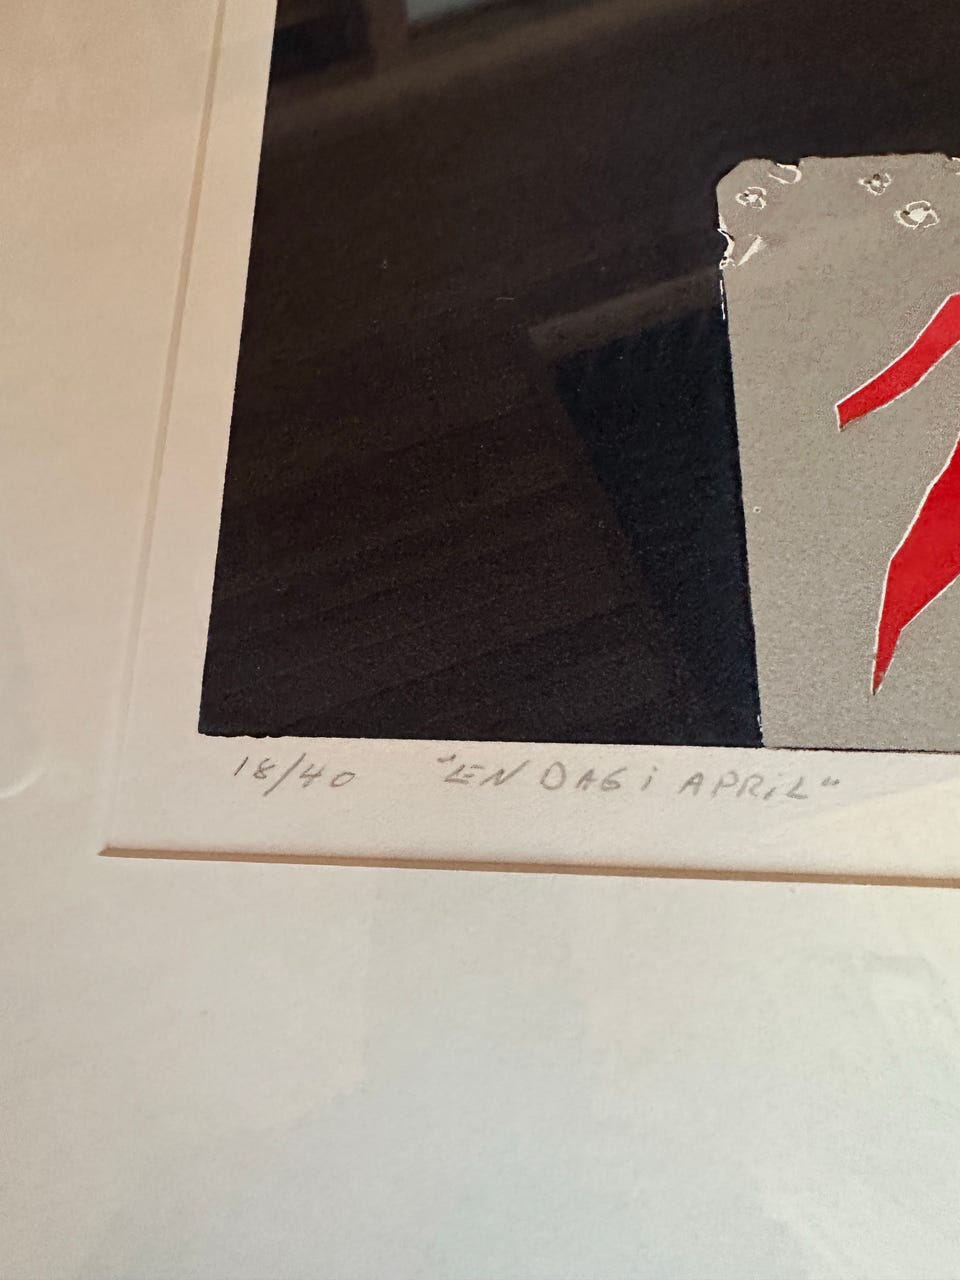 18/40 "EN DAG i APRiL"